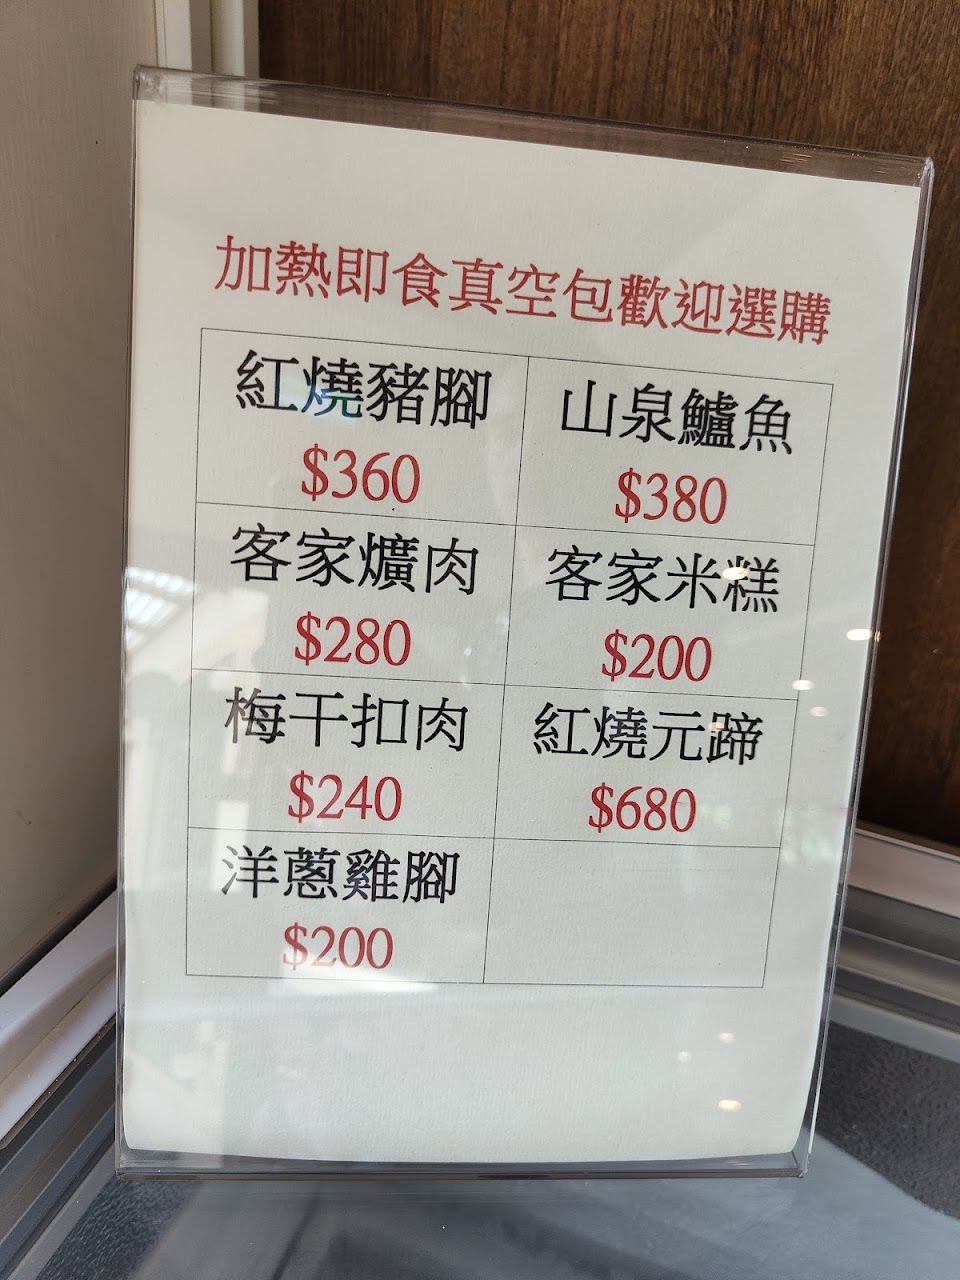 加熱即食真空包歡迎選購
紅燒豬腳
$360
山泉鱸魚
$380
客家爌肉
$280
客家米糕
$200
梅干扣肉
$240
紅燒元蹄
$680
洋蔥雞腳
$200